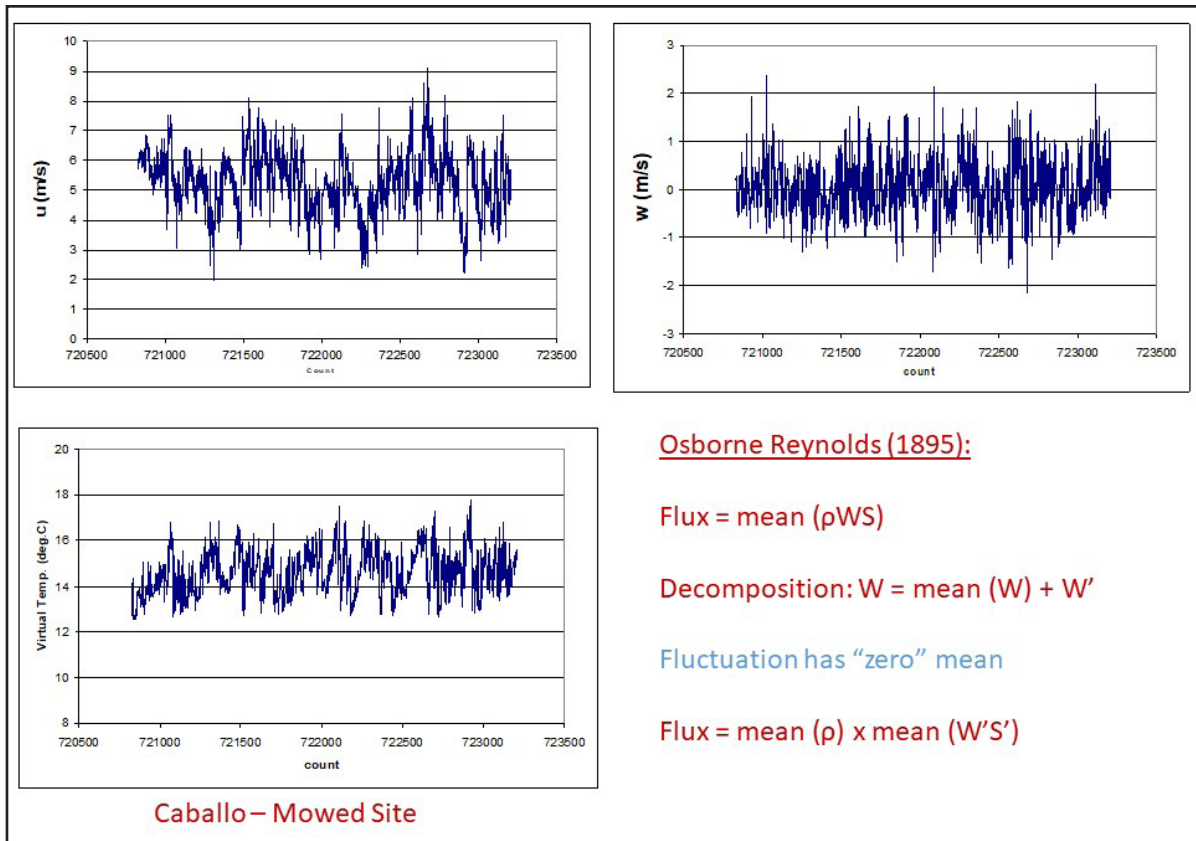 10
9
8
7
6
5
4
3
2
1
0
u (m/s)
720500 721000 721500 722000 722500 723000 723500
Count
3
2
1
0
-1
-2
-3
w (m/s)
720500 721000 721500 722000 722500 723000 723500
count
20
18
16
14
12
10
8
Virtual Temp. (deg.C)
720500 721000 721500 722000 722500 723000 723500
count
Caballo – Mowed Site
Osborne Reynolds (1895):
Flux = mean (ρWS)
Decomposition: W = mean (W) + W’
Fluctuation has “zero” mean
Flux = mean (ρ) x mean (W’S’)